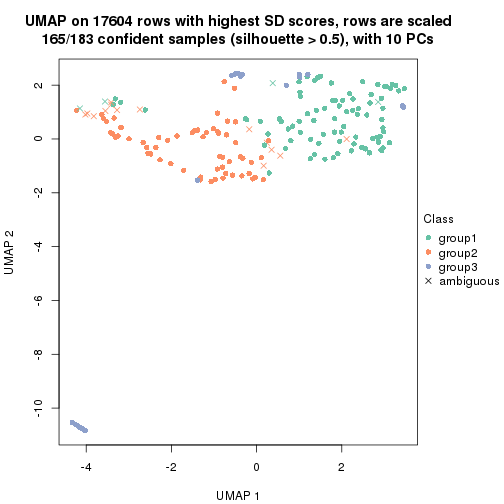 UMAP on 17604 rows with highest SD scores, rows are scaled
165/183 confident samples (silhouette > 0.5), with 10 PCs
2
0
-2
-4
-6
-8
-10
UMAP 2
-4 -2 0 2
UMAP 1
Class
group1
group2
group3
ambiguous